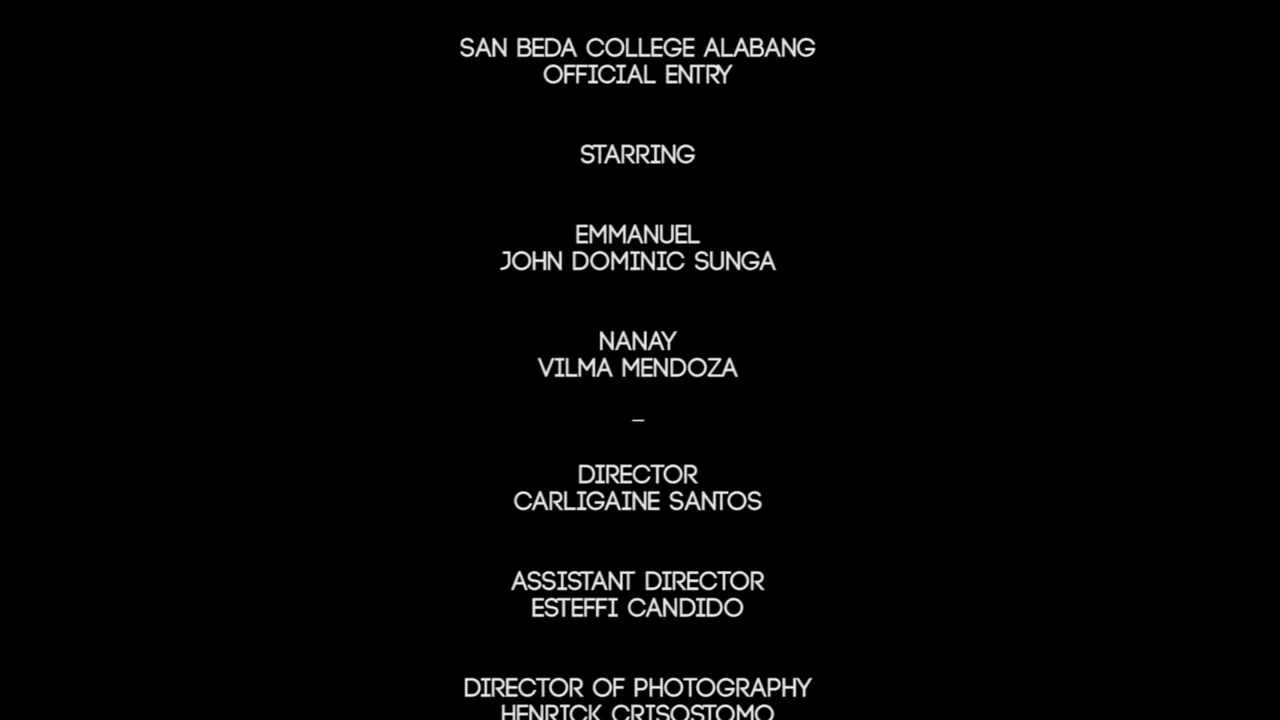 SAN BEDA COLLEGE ALABANG
OFFICIAL ENTRY
STARRING
EMMANUEL
JOHN DOMINIC SUNGA
NANAY
VILMA MENDOZA
_
DIRECTOR
CARLIGAINE SANTOS
ASSISTANT DIRECTOR
ESTEFFI CANDIDO
DIRECTOR OF PHOTOGRAPHY
HENRICK CRISOSTOMO